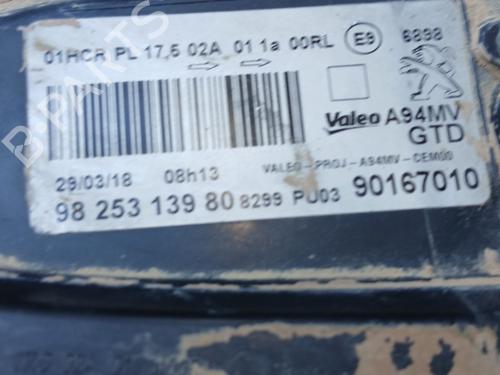 01HCR PL 17,5 02A 01 1a 00RL E9 6898
Valeo A94MV
GTD
29/03/18 08h13 VALEO-PROJ-A94MV-CEM00
98 253 139 80 8299 PU03 90167010